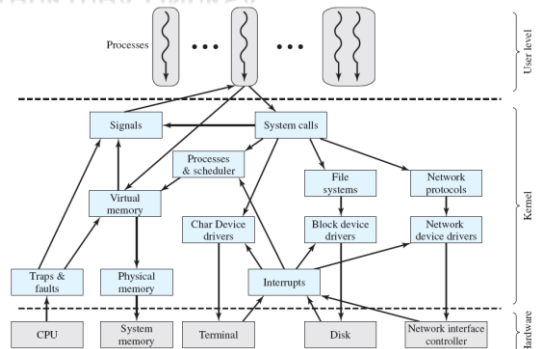 Processes
User level
Signals
System calls
Processes
& scheduler
File
systems
Network
protocols
Virtual
memory
Char Device
drivers
Block device
drivers
Network
device drivers
Kernel
Traps &
faults
Physical
memory
Interrupts
CPU
System
memory
Terminal
Disk
Network interface
controller
Hardware